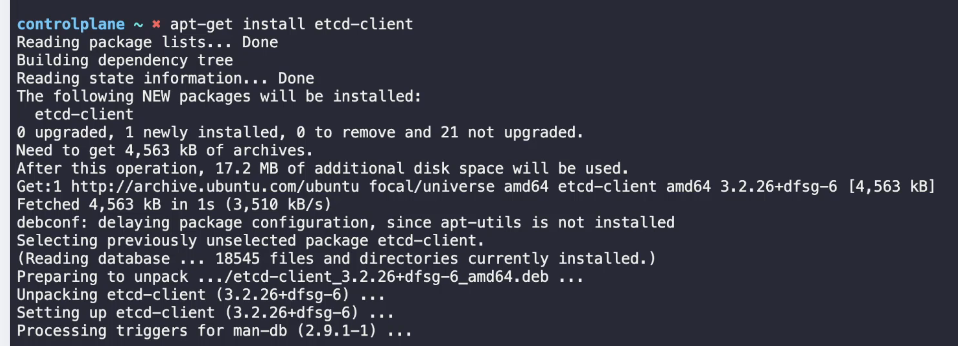 controlplane ~ ✖ apt-get install etcd-client
Reading package lists... Done
Building dependency tree
Reading state information... Done
The following NEW packages will be installed:
  etcd-client
0 upgraded, 1 newly installed, 0 to remove and 21 not upgraded.
Need to get 4,563 kB of archives.
After this operation, 17.2 MB of additional disk space will be used.
Get:1 http://archive.ubuntu.com/ubuntu focal/universe amd64 etcd-client amd64 3.2.26+dfsg-6 [4,563 kB]
Fetched 4,563 kB in 1s (3,510 kB/s)
debconf: delaying package configuration, since apt-utils is not installed
Selecting previously unselected package etcd-client.
(Reading database ... 18545 files and directories currently installed.)
Preparing to unpack .../etcd-client_3.2.26+dfsg-6_amd64.deb ...
Unpacking etcd-client (3.2.26+dfsg-6) ...
Setting up etcd-client (3.2.26+dfsg-6) ...
Processing triggers for man-db (2.9.1-1) ...